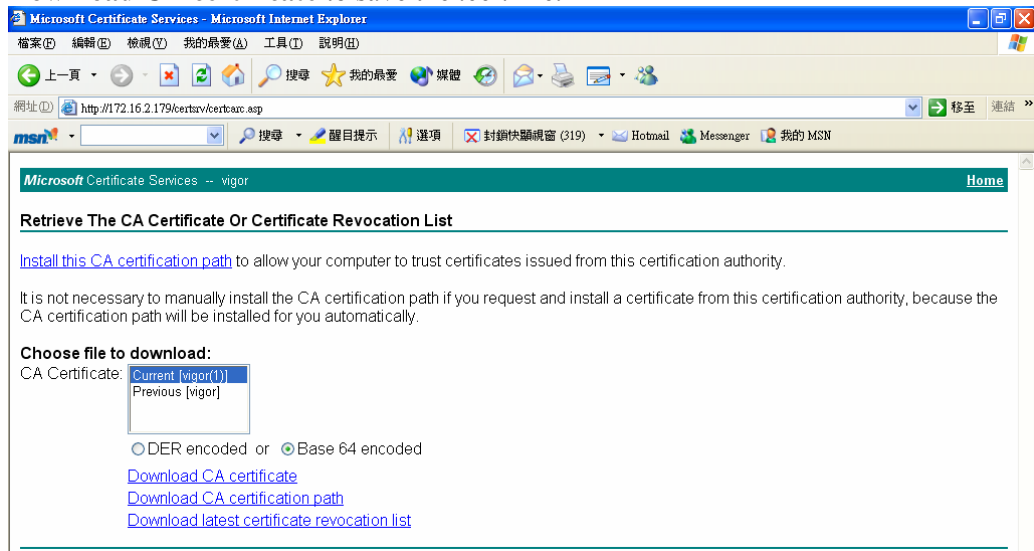 Microsoft Certificate Services - Microsoft Internet Explorer
檔案(F) 編輯(E) 檢視(V) 我的最愛(A) 工具(T) 說明(H)
上一頁 搜尋 我的最愛 媒體
網址(D) http://172.16.2.179/certsrv/certcarc.asp 移至 連結 »
msn 搜尋 醒目提示 選項 封鎖快顯視窗 (319) Hotmail Messenger 我的 MSN
Microsoft Certificate Services -- vigor Home
Retrieve The CA Certificate Or Certificate Revocation List
Install this CA certification path to allow your computer to trust certificates issued from this certification authority.
It is not necessary to manually install the CA certification path if you request and install a certificate from this certification authority, because the
CA certification path will be installed for you automatically.
Choose file to download:
CA Certificate: Current [vigor(1)]
Previous [vigor]
DER encoded or Base 64 encoded
Download CA certificate
Download CA certification path
Download latest certificate revocation list